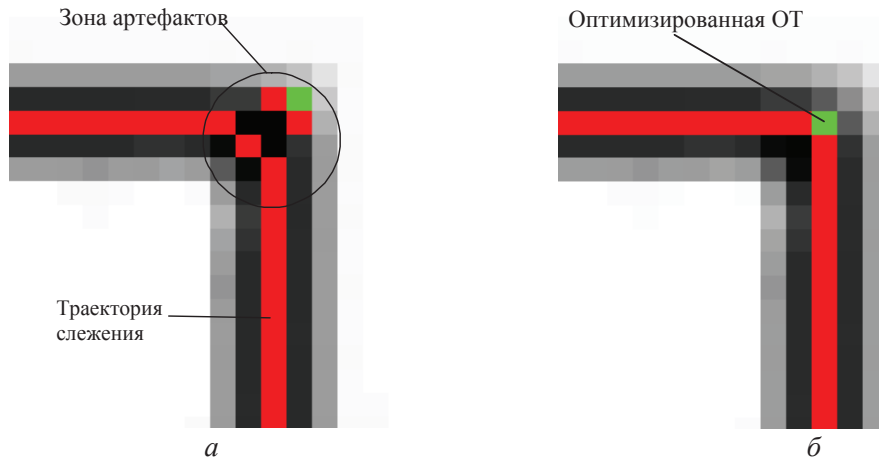 Зона артефактов
Оптимизированная ОТ
Траектория
слежения
а
б